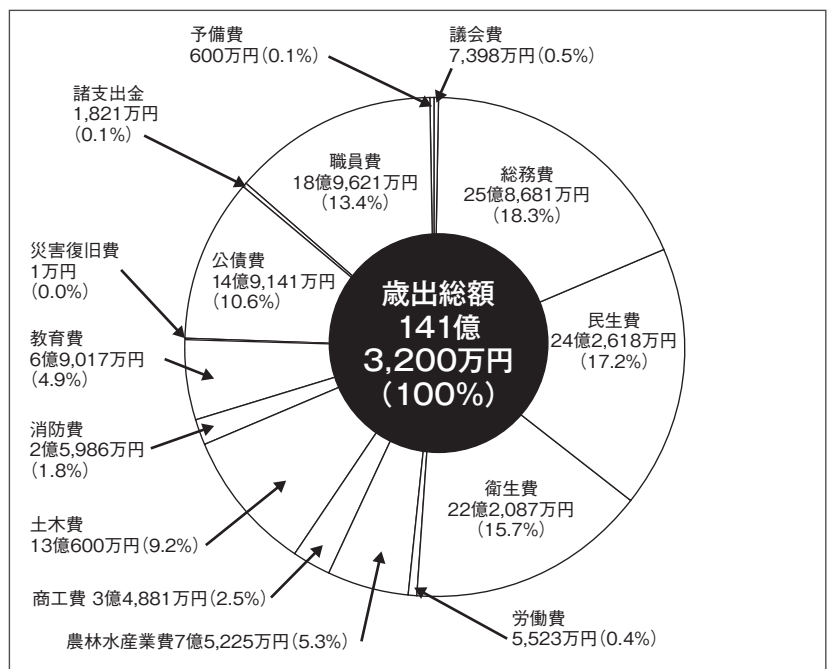 予備費
600万円(0.1%)
議会費
7,398万円(0.5%)
諸支出金
1,821万円
(0.1%)
職員費
18億9,621万円
(13.4%)
総務費
25億8,681万円
(18.3%)
災害復旧費
1万円
(0.0%)
公債費
14億9,141万円
(10.6%)
歳出総額
141億
3,200万円
(100%)
民生費
24億2,618万円
(17.2%)
教育費
6億9,017万円
(4.9%)
消防費
2億5,986万円
(1.8%)
衛生費
22億2,087万円
(15.7%)
土木費
13億600万円(9.2%)
商工費 3億4,881万円(2.5%)
農林水産業費7億5,225万円(5.3%)
労働費
5,523万円(0.4%)